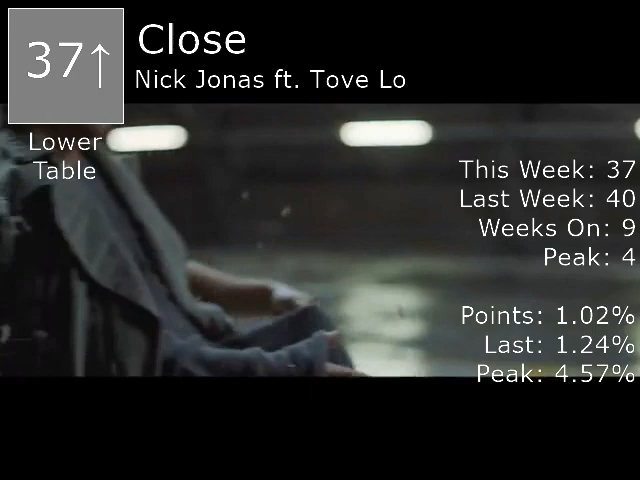 37↑
Close
Nick Jonas ft. Tove Lo
Lower
Table
This Week: 37
Last Week: 40
Weeks On: 9
Peak: 4
Points: 1.02%
Last: 1.24%
Peak: 4.57%